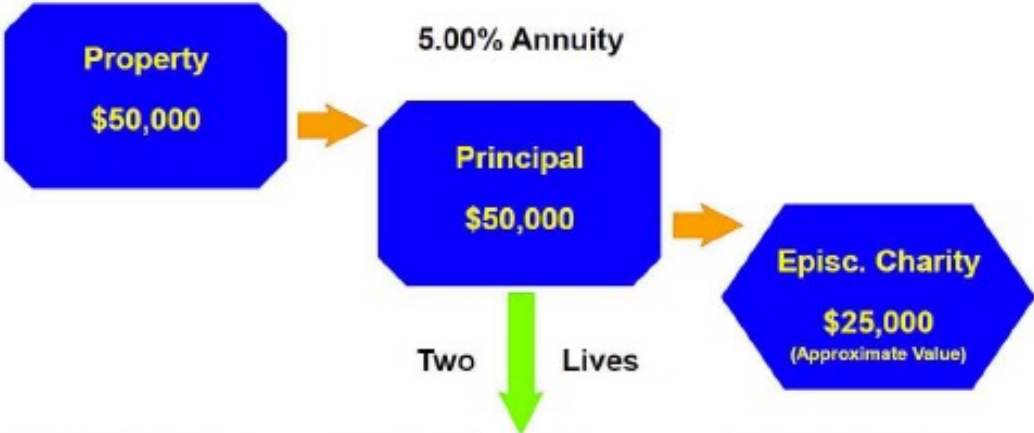 Property
$50,000
5.00% Annuity
Principal
$50,000
Episc. Charity
$25,000
(Approximate Value)
Two Lives